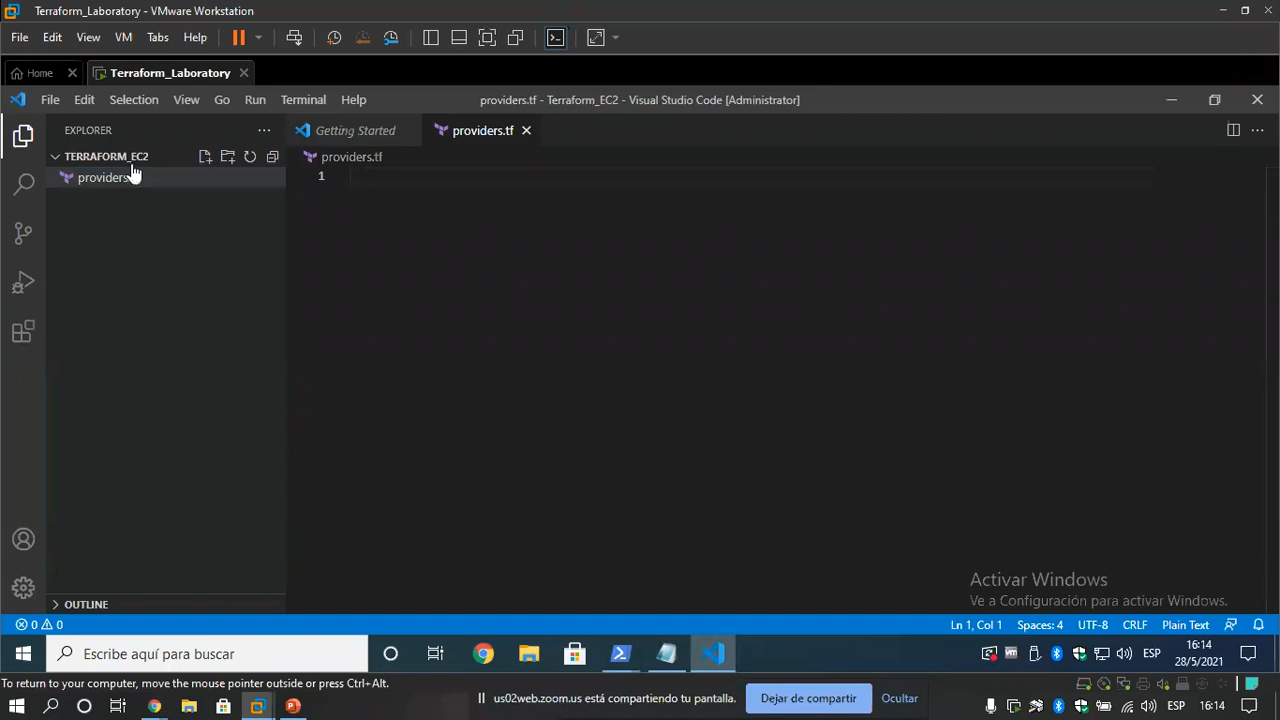 Terraform_Laboratory - VMware Workstation
File Edit View VM Tabs Help
Home Terraform_Laboratory
File Edit Selection View Go Run Terminal Help providers.tf - Terraform_EC2 - Visual Studio Code [Administrator]
EXPLORER Getting Started providers.tf
TERRAFORM_EC2 providers.tf
providers 1
OUTLINE
Activar Windows
Ve a Configuración para activar Windows.
0 0 Ln 1, Col 1 Spaces: 4 UTF-8 CRLF Plain Text
Escribe aquí para buscar ESP 16:14
28/5/2021
To return to your computer, move the mouse pointer outside or press Ctrl+Alt.
us02web.zoom.us está compartiendo tu pantalla. Dejar de compartir Ocultar ESP 16:14